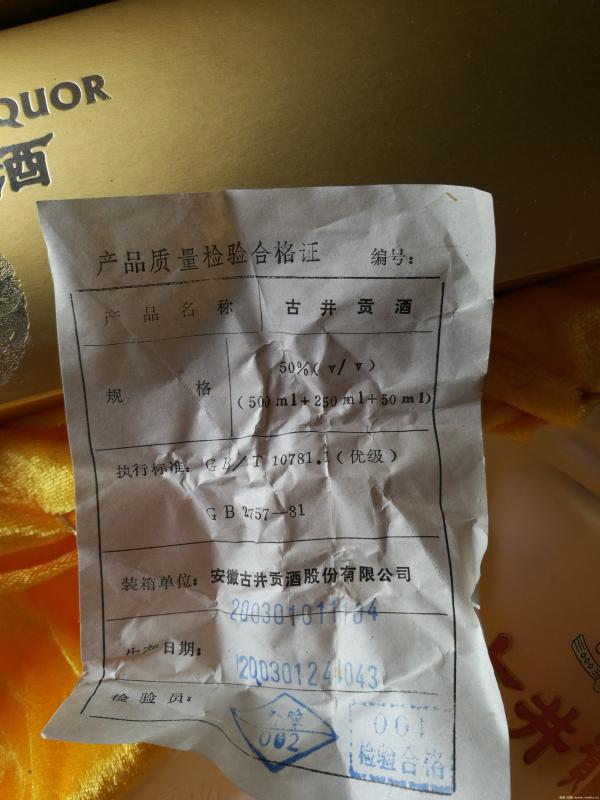 QUOR
酒
产品质量检验合格证 编号:
产品名称 古井贡酒
规格 50%(v/v)
(500ml+250ml+50ml)
执行标准: GB/T 10781.1(优级)
GB 2757—81
装箱单位: 安徽古井贡酒股份有限公司
200301011134
生产日期:
200301241043
检验员:
002
001
检验合格
井